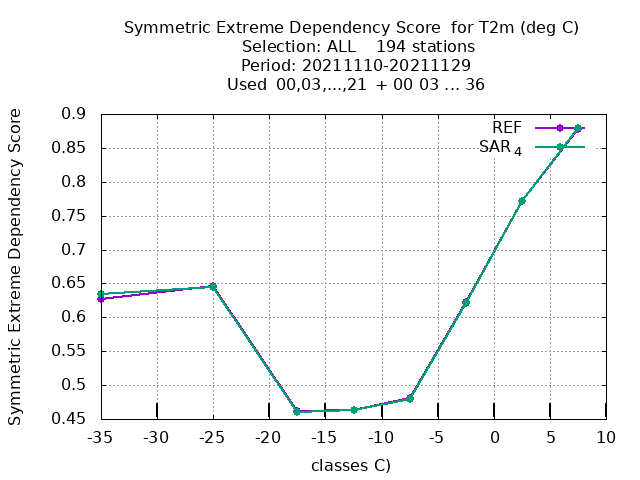 Symmetric Extreme Dependency Score  for T2m (deg C)
Selection: ALL    194 stations
Period: 20211110-20211129
Used  00,03,...,21  + 00 03 ... 36
Symmetric Extreme Dependency Score
0.9
0.85
0.8
0.75
0.7
0.65
0.6
0.55
0.5
0.45
REF
SAR 4
-35 -30 -25 -20 -15 -10 -5 0 5 10
classes C)